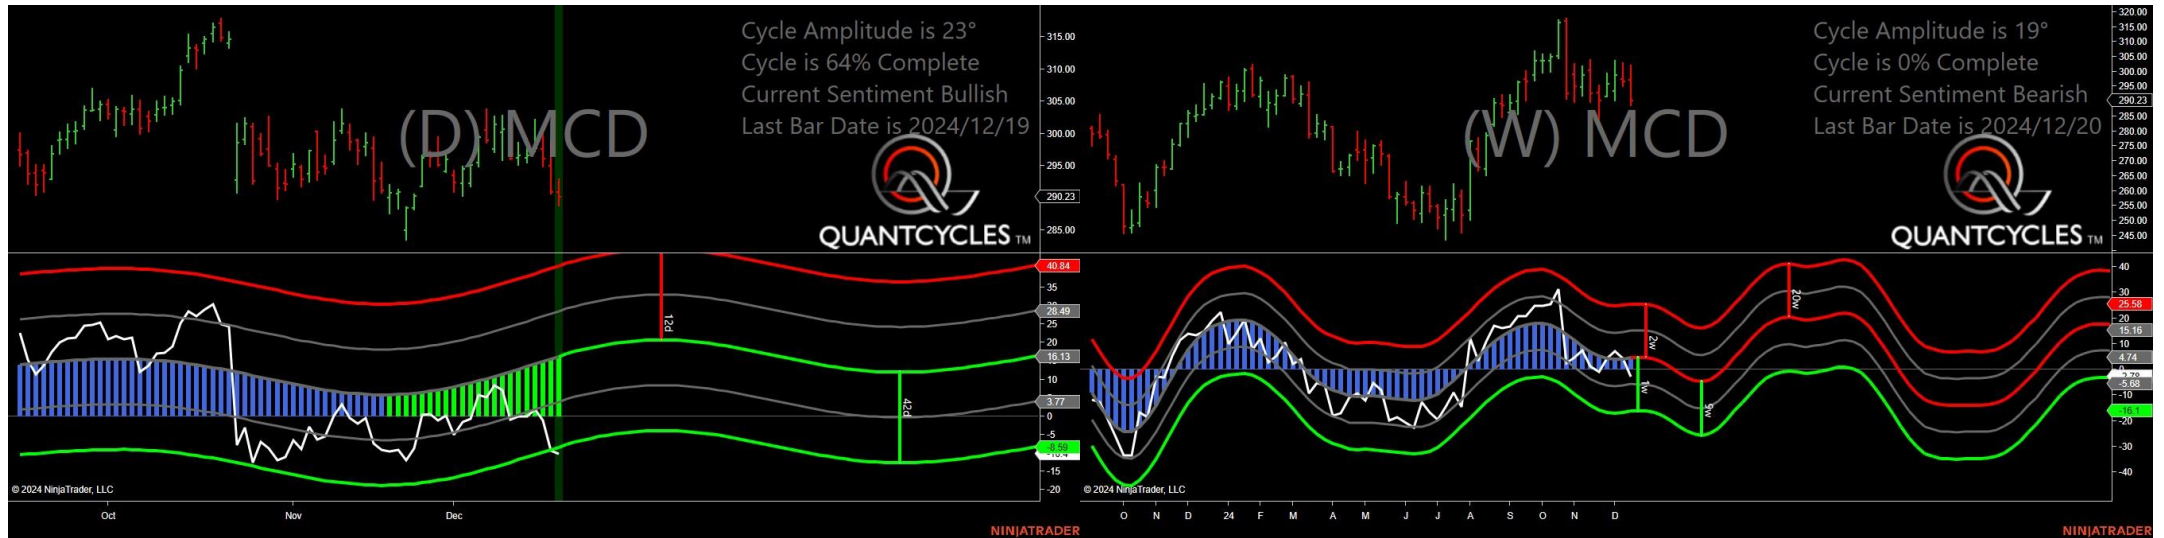 Cycle Amplitude is 23°
Cycle is 64% Complete
Current Sentiment Bullish
Last Bar Date is 2024/12/19
(D) MCD
QUANTCYCLES TM
315.00
310.00
305.00
300.00
295.00
290.23
285.00
40.84
35
28.49
25
20
16.13
10
3.77
0
-5
-8.59
-15
-20
12d
42d
© 2024 NinjaTrader, LLC
Oct Nov Dec
NINJATRADER
Cycle Amplitude is 19°
Cycle is 0% Complete
Current Sentiment Bearish
Last Bar Date is 2024/12/20
(W) MCD
QUANTCYCLES TM
320.00
315.00
310.00
305.00
300.00
295.00
290.23
285.00
280.00
275.00
270.00
265.00
260.00
255.00
250.00
245.00
40
30
25.58
20
15.16
10
4.74
-5.68
-10
-16.1
-20
-30
-40
2w
1w
9w
20w
© 2024 NinjaTrader, LLC
O N D 24 F M A M J J A S O N D
NINJATRADER